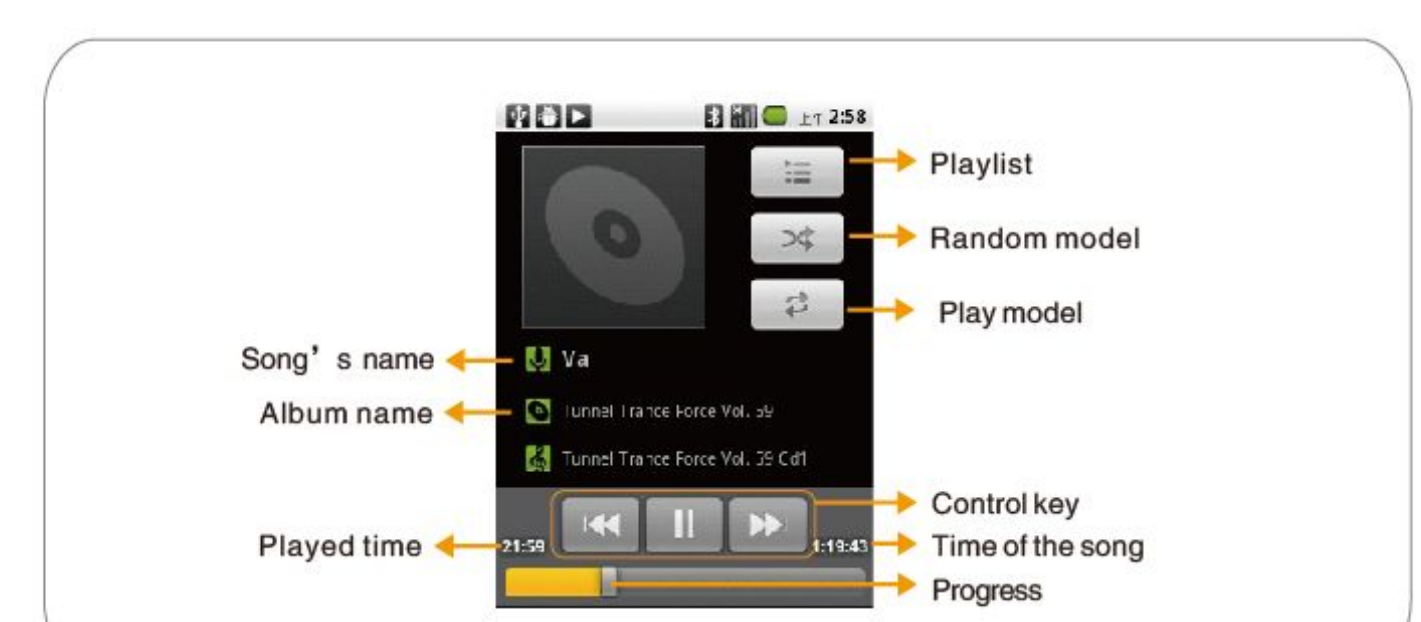 上午 2:58
Playlist
Random model
Play model
Song’s name
Va
Album name
Tunnel Trance Force Vol. 59
Tunnel Trance Force Vol. 59 Cd1
Control key
Played time
21:59
1:19:43
Time of the song
Progress